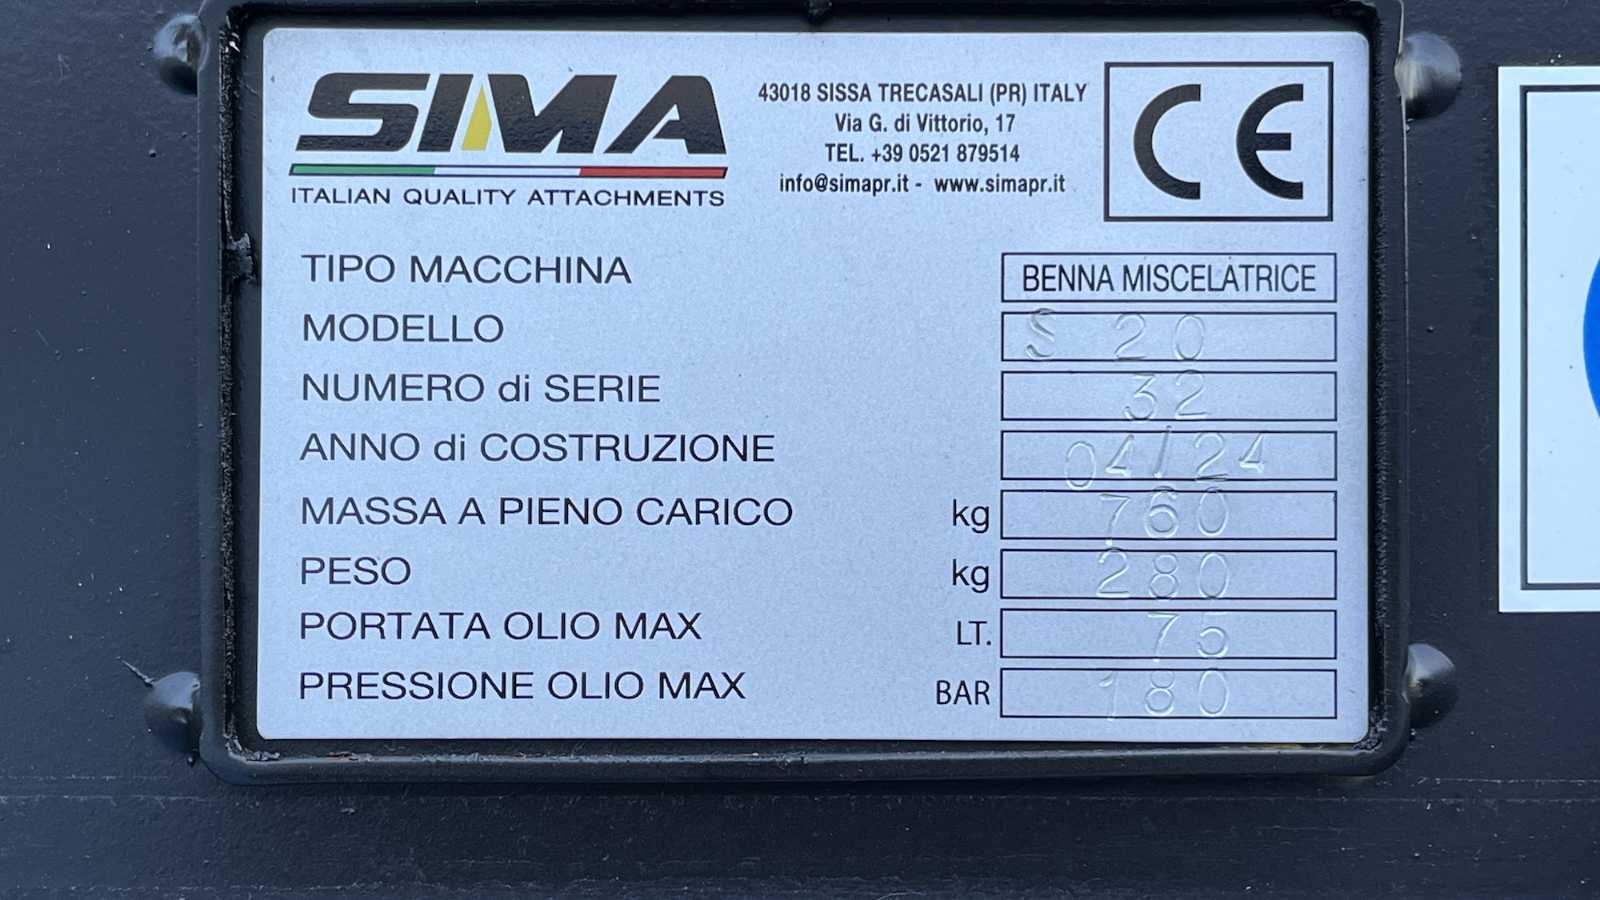 SIMA
ITALIAN QUALITY ATTACHMENTS
43018 SISSA TRECASALI (PR) ITALY
Via G. di Vittorio, 17
TEL. +39 0521 879514
info@simapr.it - www.simapr.it
CE
TIPO MACCHINA BENNA MISCELATRICE
MODELLO S 20
NUMERO di SERIE 32
ANNO di COSTRUZIONE 04/24
MASSA A PIENO CARICO kg 760
PESO kg 280
PORTATA OLIO MAX LT. 75
PRESSIONE OLIO MAX BAR 180